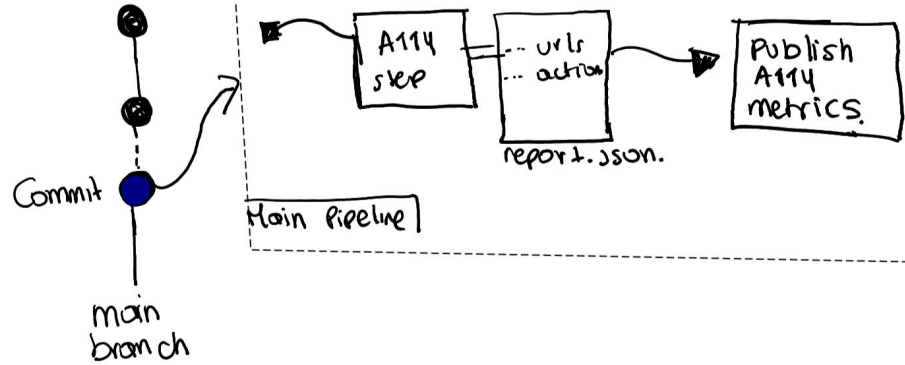 A11Y
step
... urls
... action
Publish
A11Y
metrics.
report.json.
Commit
Main Pipeline
main
branch